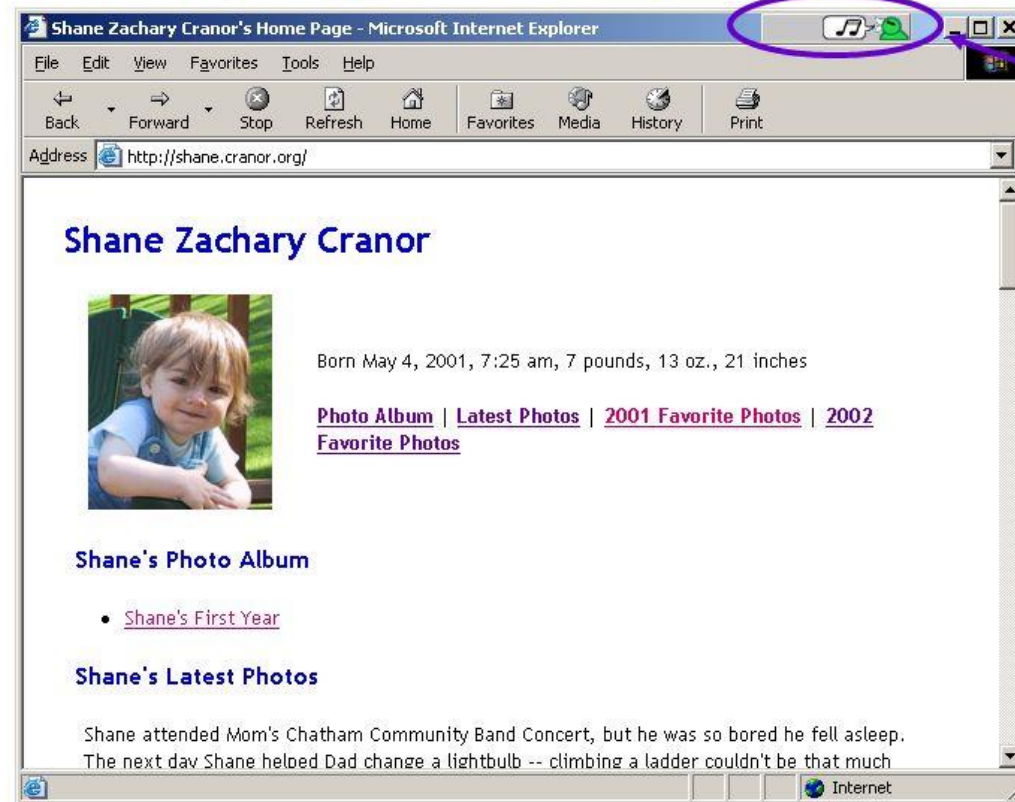 Shane Zachary Cranor's Home Page - Microsoft Internet Explorer
File Edit View Favorites Tools Help
Back Forward Stop Refresh Home Favorites Media History Print
Address http://shane.cranor.org/
Shane Zachary Cranor
Born May 4, 2001, 7:25 am, 7 pounds, 13 oz., 21 inches
Photo Album | Latest Photos | 2001 Favorite Photos | 2002
Favorite Photos
Shane's Photo Album
• Shane's First Year
Shane's Latest Photos
Shane attended Mom's Chatham Community Band Concert, but he was so bored he fell asleep.
The next day Shane helped Dad change a lightbulb -- climbing a ladder couldn't be that much
Internet